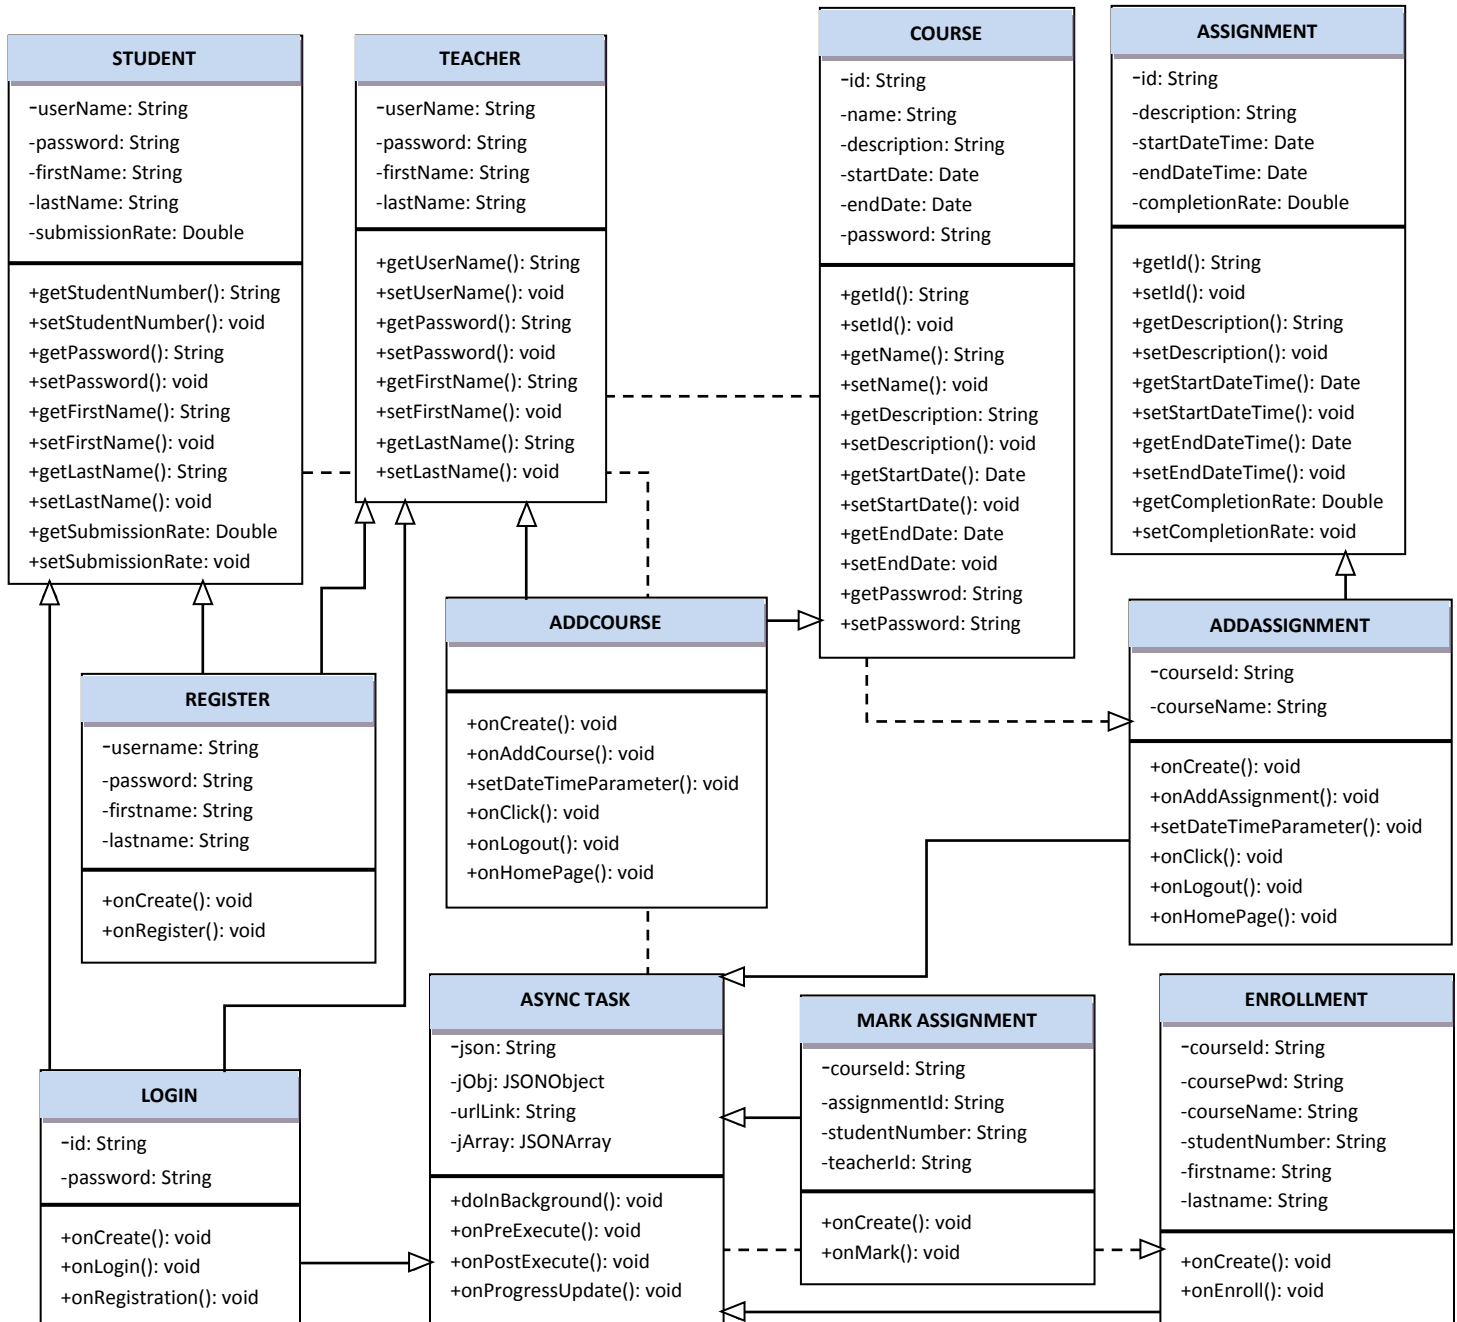 STUDENT
-userName: String
-password: String
-firstName: String
-lastName: String
-submissionRate: Double
+getStudentNumber(): String
+setStudentNumber(): void
+getPassword(): String
+setPassword(): void
+getFirstName(): String
+setFirstName(): void
+getLastName(): String
+setLastName(): void
+getSubmissionRate: Double
+setSubmissionRate: void
TEACHER
-userName: String
-password: String
-firstName: String
-lastName: String
+getUserName(): String
+setUserName(): void
+getPassword(): String
+setPassword(): void
+getFirstName(): String
+setFirstName(): void
+getLastName(): String
+setLastName(): void
COURSE
-id: String
-name: String
-description: String
-startDate: Date
-endDate: Date
-password: String
+getId(): String
+setId(): void
+getName(): String
+setName(): void
+getDescription: String
+setDescription(): void
+getStartDate(): Date
+setStartDate(): void
+getEndDate: Date
+setEndDate: void
+getPasswrod: String
+setPassword: String
ASSIGNMENT
-id: String
-description: String
-startDateTime: Date
-endDateTime: Date
-completionRate: Double
+getId(): String
+setId(): void
+getDescription(): String
+setDescription(): void
+getStartDateTime(): Date
+setStartDateTime(): void
+getEndDateTime(): Date
+setEndDateTime(): void
+getCompletionRate: Double
+setCompletionRate: void
REGISTER
-username: String
-password: String
-firstname: String
-lastname: String
+onCreate(): void
+onRegister(): void
ADDCOURSE
+onCreate(): void
+onAddCourse(): void
+setDateTimeParameter(): void
+onClick(): void
+onLogout(): void
+onHomePage(): void
ADDASSIGNMENT
-courseId: String
-courseName: String
+onCreate(): void
+onAddAssignment(): void
+setDateTimeParameter(): void
+onClick(): void
+onLogout(): void
+onHomePage(): void
LOGIN
-id: String
-password: String
+onCreate(): void
+onLogin(): void
+onRegistration(): void
ASYNC TASK
-json: String
-jObj: JSONObject
-urlLink: String
-jArray: JSONArray
+doInBackground(): void
+onPreExecute(): void
+onPostExecute(): void
+onProgressUpdate(): void
MARK ASSIGNMENT
-courseId: String
-assignmentId: String
-studentNumber: String
-teacherId: String
+onCreate(): void
+onMark(): void
ENROLLMENT
-courseId: String
-coursePwd: String
-courseName: String
-studentNumber: String
-firstname: String
-lastname: String
+onCreate(): void
+onEnroll(): void